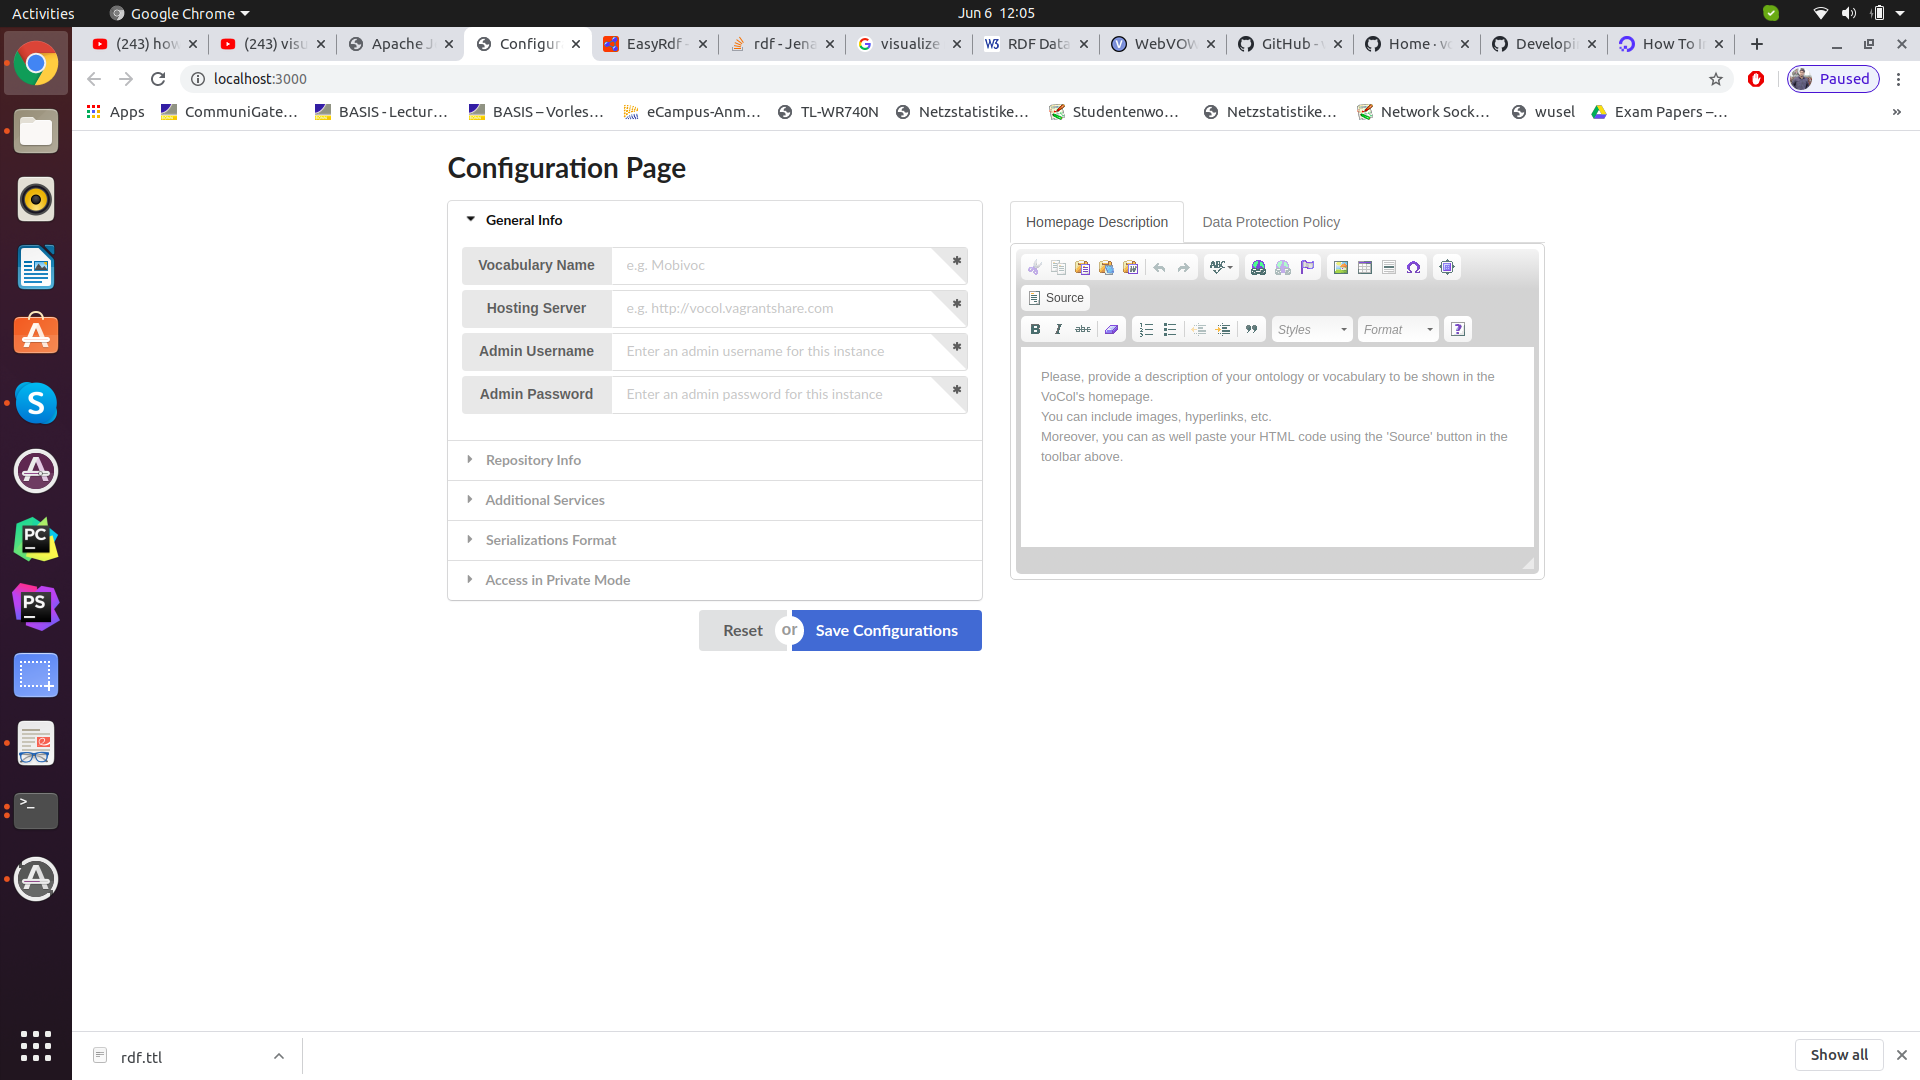 Activities
Google Chrome
Jun 6 12:05
(243) how
(243) visu
Apache J
Configur
EasyRdf -
rdf - Jena
visualize
RDF Data
WebVOW
GitHub - v
Home · vo
Developi
How To I
localhost:3000
Paused
Apps
CommuniGate...
BASIS - Lectur...
BASIS – Vorles...
eCampus-Anm...
TL-WR740N
Netzstatistike...
Studentenwo...
Netzstatistike...
Network Sock...
wusel
Exam Papers –...
»
Configuration Page
General Info
Vocabulary Name
e.g. Mobivoc
Hosting Server
e.g. http://vocol.vagrantshare.com
Admin Username
Enter an admin username for this instance
Admin Password
Enter an admin password for this instance
Repository Info
Additional Services
Serializations Format
Access in Private Mode
Reset
or
Save Configurations
Homepage Description
Data Protection Policy
Source
Styles
Format
Please, provide a description of your ontology or vocabulary to be shown in the
VoCol's homepage.
You can include images, hyperlinks, etc.
Moreover, you can as well paste your HTML code using the 'Source' button in the
toolbar above.
rdf.ttl
Show all